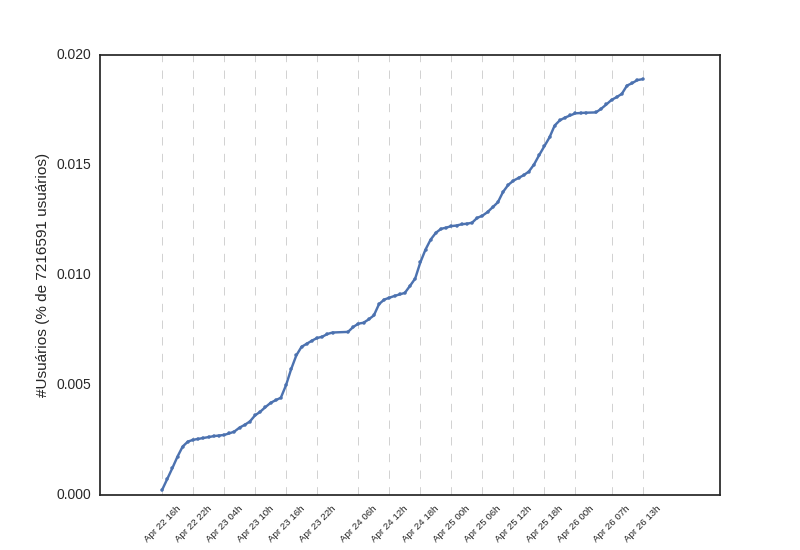 0.020
0.015
0.010
0.005
0.000
#Usuários (% de 7216591 usuários)
Apr 22 16h
Apr 22 22h
Apr 23 04h
Apr 23 10h
Apr 23 16h
Apr 23 22h
Apr 24 06h
Apr 24 12h
Apr 24 18h
Apr 25 00h
Apr 25 06h
Apr 25 12h
Apr 25 18h
Apr 26 00h
Apr 26 07h
Apr 26 13h